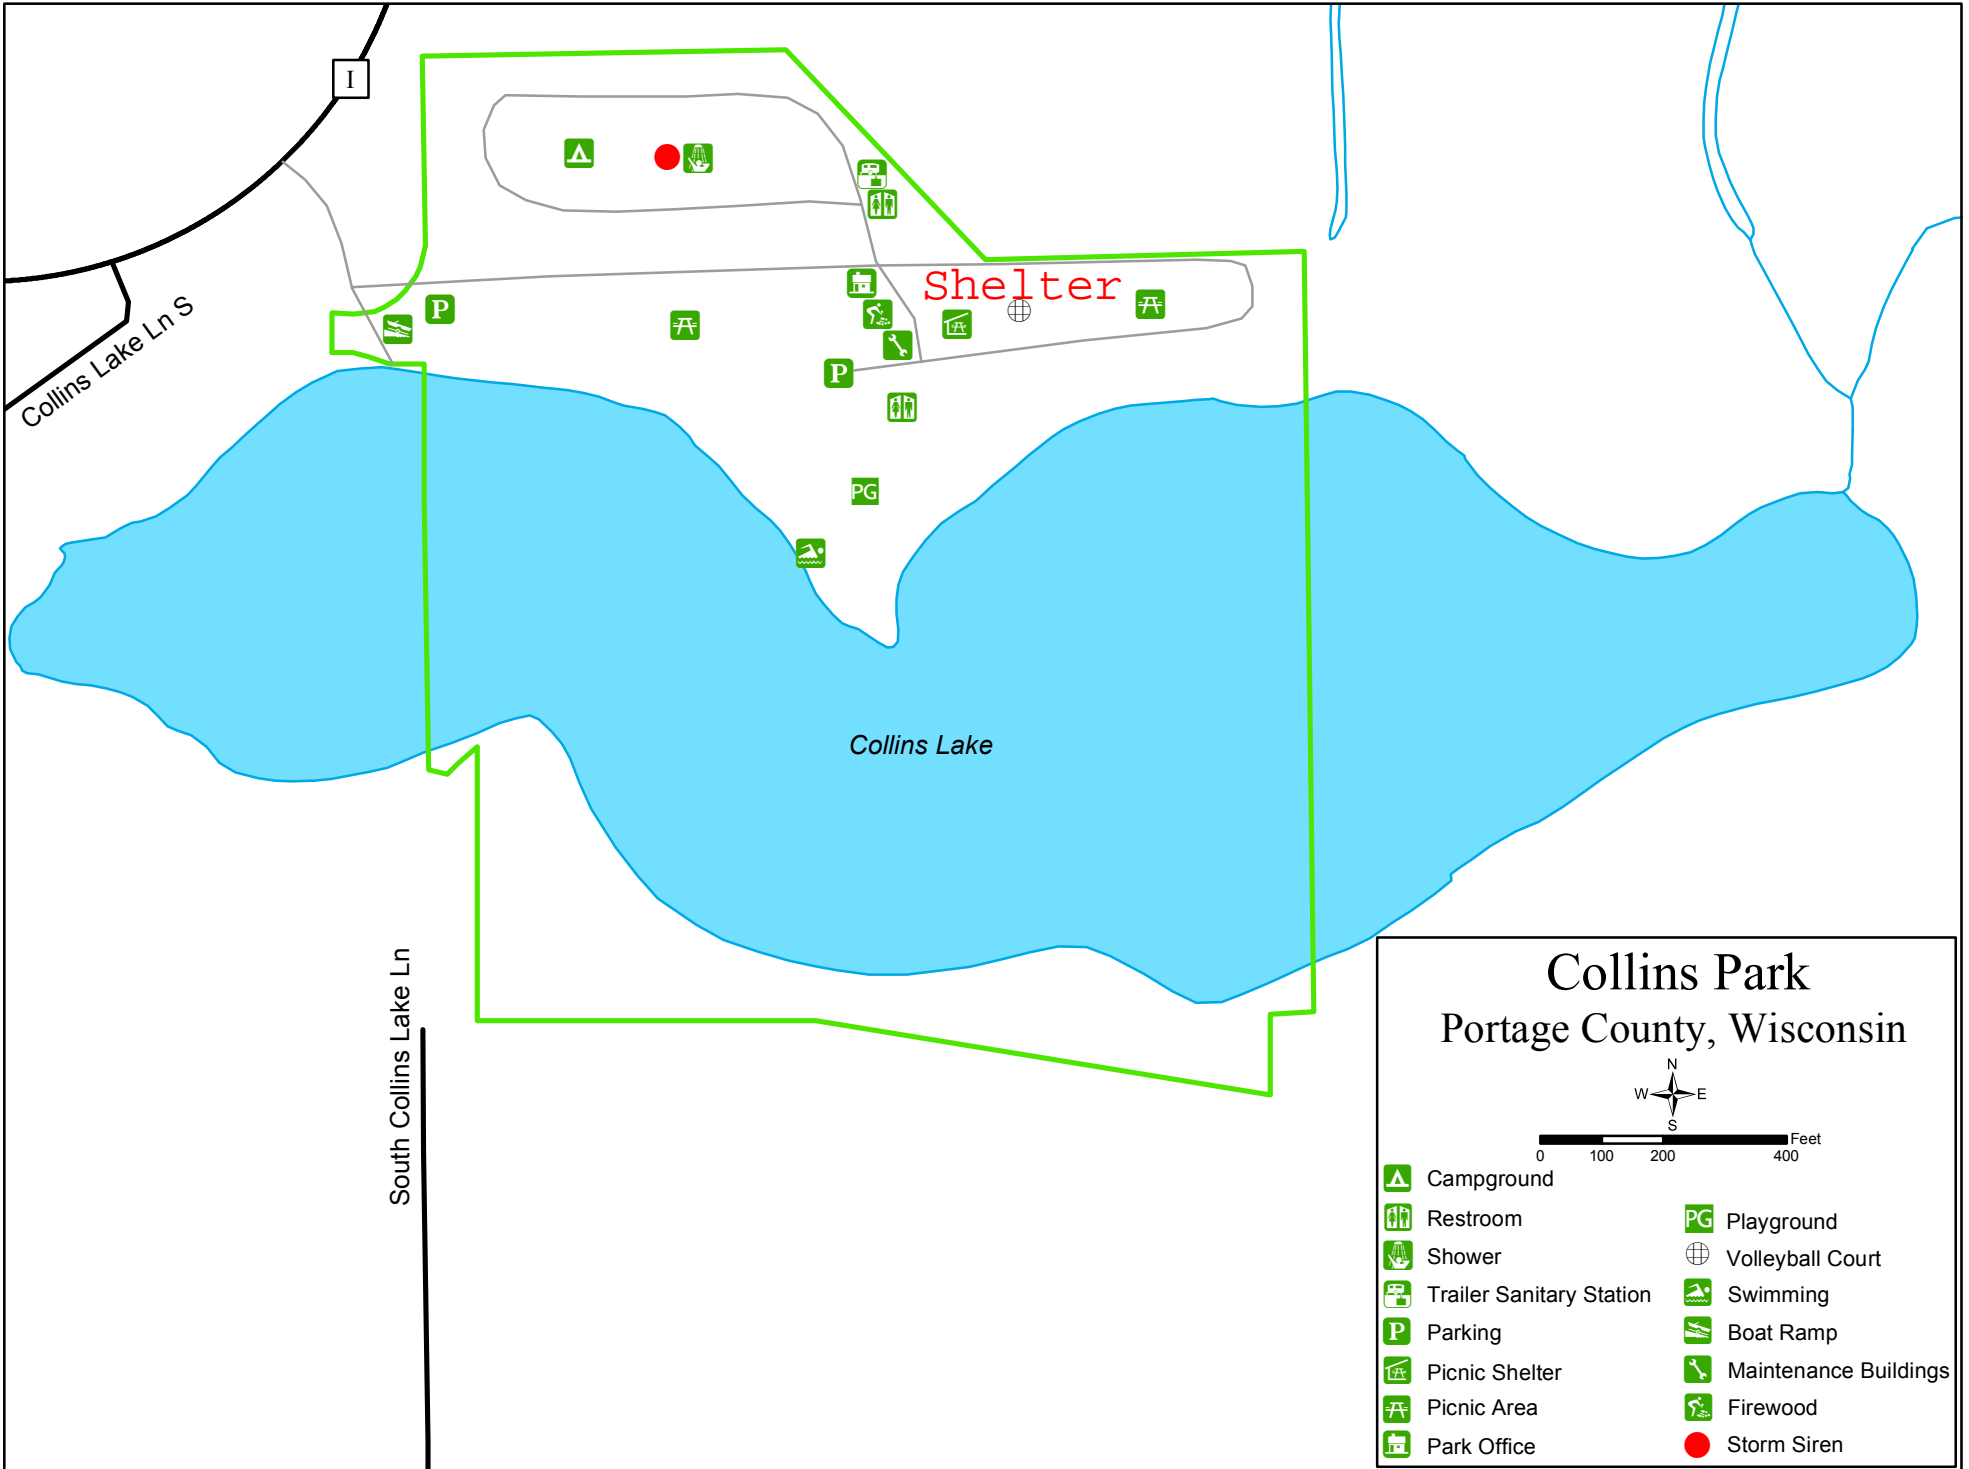 I
Collins Lake Ln S
P
Shelter
P
PG
Collins Lake
South Collins Lake Ln
Collins Park
Portage County, Wisconsin
N
W E
S
Feet
0 100 200 400
Campground
Restroom
PG Playground
Shower
Volleyball Court
Trailer Sanitary Station
Swimming
P Parking
Boat Ramp
Picnic Shelter
Maintenance Buildings
Picnic Area
Firewood
Park Office
Storm Siren